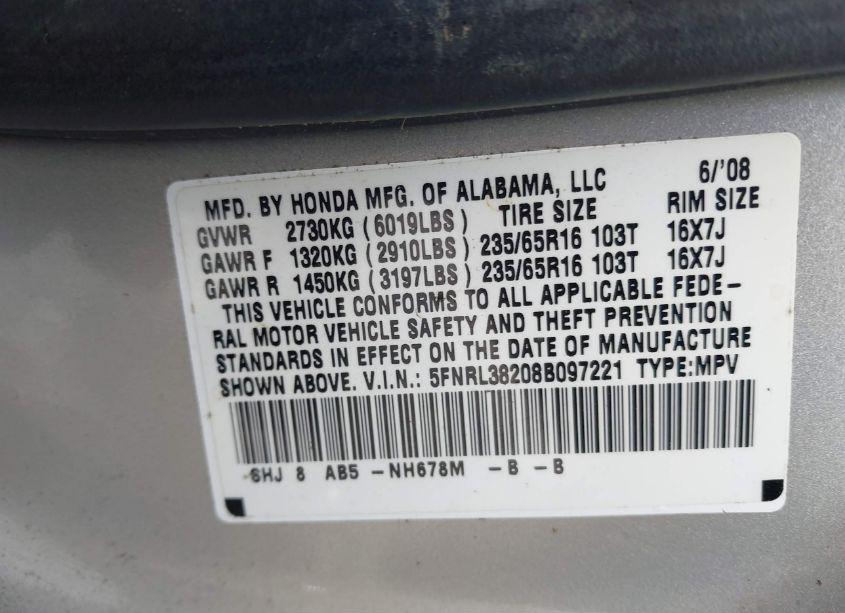 MFD. BY HONDA MFG. OF ALABAMA, LLC 6/'08
GVWR 2730KG (6019LBS) TIRE SIZE RIM SIZE
GAWR F 1320KG (2910LBS) 235/65R16 103T 16X7J
GAWR R 1450KG (3197LBS) 235/65R16 103T 16X7J
THIS VEHICLE CONFORMS TO ALL APPLICABLE FEDE-
RAL MOTOR VEHICLE SAFETY AND THEFT PREVENTION
STANDARDS IN EFFECT ON THE DATE OF MANUFACTURE
SHOWN ABOVE. V.I.N.: 5FNRL38208B097221 TYPE:MPV
SHJ 8 AB5 -NH678M -B -B